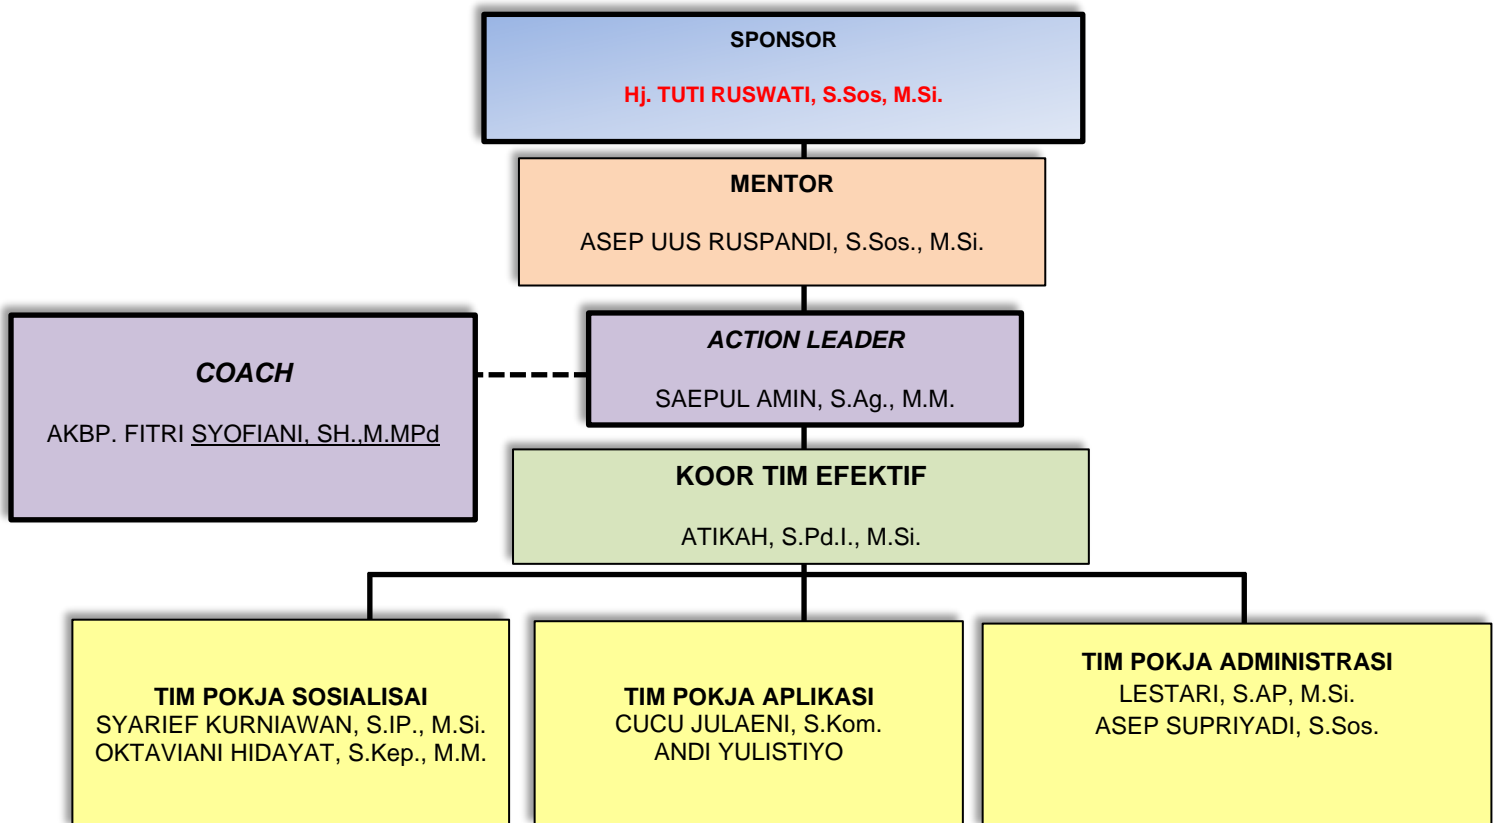 SPONSOR
Hj. TUTI RUSWATI, S.Sos, M.Si.
MENTOR
ASEP UUS RUSPANDI, S.Sos., M.Si.
ACTION LEADER
SAEPUL AMIN, S.Ag., M.M.
COACH
AKBP. FITRI SYOFIANI, SH.,M.MPd
KOOR TIM EFEKTIF
ATIKAH, S.Pd.I., M.Si.
TIM POKJA SOSIALISAI
SYARIEF KURNIAWAN, S.IP., M.Si.
OKTAVIANI HIDAYAT, S.Kep., M.M.
TIM POKJA APLIKASI
CUCU JULAENI, S.Kom.
ANDI YULISTIYO
TIM POKJA ADMINISTRASI
LESTARI, S.AP, M.Si.
ASEP SUPRIYADI, S.Sos.